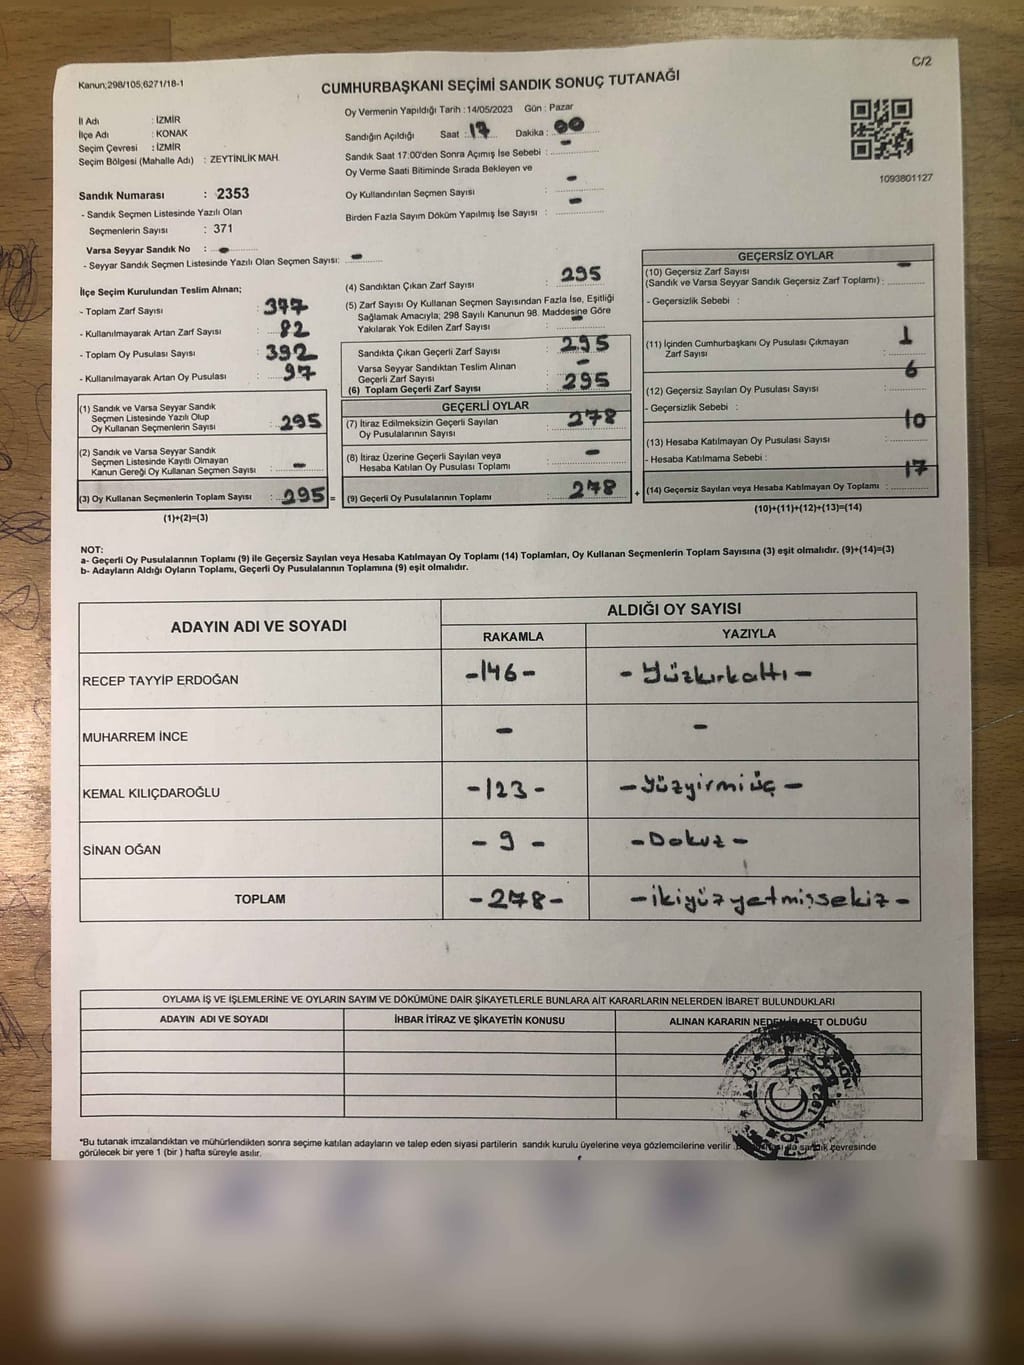 C/2
Kanun;298/105,6271/18-1
CUMHURBAŞKANI SEÇİMİ SANDIK SONUÇ TUTANAĞI
İl Adı : İZMİR
İlçe Adı : KONAK
Seçim Çevresi : İZMİR
Seçim Bölgesi (Mahalle Adı) : ZEYTİNLİK MAH.
Oy Vermenin Yapıldığı Tarih : 14/05/2023 Gün : Pazar
Sandığın Açıldığı Saat : 17 Dakika : 00
Sandık Saat 17:00'den Sonra Açımış İse Sebebi : -
Oy Verme Saati Bitiminde Sırada Bekleyen ve
Oy Kullandırılan Seçmen Sayısı : -
Birden Fazla Sayım Döküm Yapılmış İse Sayısı : -
1093801127
Sandık Numarası : 2353
- Sandık Seçmen Listesinde Yazılı Olan
Seçmenlerin Sayısı : 371
Varsa Seyyar Sandık No : -
- Seyyar Sandık Seçmen Listesinde Yazılı Olan Seçmen Sayısı: -
İlçe Seçim Kurulundan Teslim Alınan;
- Toplam Zarf Sayısı : 377
- Kullanılmayarak Artan Zarf Sayısı : 82
- Toplam Oy Pusulası Sayısı : 392
- Kullanılmayarak Artan Oy Pusulası : 97
(1) Sandık ve Varsa Seyyar Sandık
Seçmen Listesinde Yazılı Olup
Oy Kullanan Seçmenlerin Sayısı : 295
(2) Sandık ve Varsa Seyyar Sandık
Seçmen Listesinde Kayıtlı Olmayan
Kanun Gereği Oy Kullanan Seçmen Sayısı : -
(3) Oy Kullanan Seçmenlerin Toplam Sayısı : 295 =
(1)+(2)=(3)
(4) Sandıktan Çıkan Zarf Sayısı : 295
(5) Zarf Sayısı Oy Kullanan Seçmen Sayısından Fazla İse, Eşitliği
Sağlamak Amacıyla; 298 Sayılı Kanunun 98. Maddesine Göre
Yakılarak Yok Edilen Zarf Sayısı : -
Sandıkta Çıkan Geçerli Zarf Sayısı : 295
Varsa Seyyar Sandıktan Teslim Alınan
Geçerli Zarf Sayısı : -
(6) Toplam Geçerli Zarf Sayısı : 295
GEÇERLİ OYLAR
(7) İtiraz Edilmeksizin Geçerli Sayılan
Oy Pusulalarının Sayısı : 278
(8) İtiraz Üzerine Geçerli Sayılan veya
Hesaba Katılan Oy Pusulası Toplamı : -
(9) Geçerli Oy Pusulalarının Toplamı : 278 +
GEÇERSİZ OYLAR
(10) Geçersiz Zarf Sayısı
(Sandık ve Varsa Seyyar Sandık Geçersiz Zarf Toplamı) : -
- Geçersizlik Sebebi :
(11) İçinden Cumhurbaşkanı Oy Pusulası Çıkmayan
Zarf Sayısı : 1
(12) Geçersiz Sayılan Oy Pusulası Sayısı : 6
- Geçersizlik Sebebi :
(13) Hesaba Katılmayan Oy Pusulası Sayısı : 10
- Hesaba Katılmama Sebebi :
(14) Geçersiz Sayılan veya Hesaba Katılmayan Oy Toplamı : 17
(10)+(11)+(12)+(13)=(14)
NOT:
a- Geçerli Oy Pusulalarının Toplamı (9) ile Geçersiz Sayılan veya Hesaba Katılmayan Oy Toplamı (14) Toplamları, Oy Kullanan Seçmenlerin Toplam Sayısına (3) eşit olmalıdır. (9)+(14)=(3)
b- Adayların Aldığı Oyların Toplamı, Geçerli Oy Pusulalarının Toplamına (9) eşit olmalıdır.
ADAYIN ADI VE SOYADI ALDIĞI OY SAYISI
RAKAMLA YAZIYLA
RECEP TAYYİP ERDOĞAN -146- -Yüzkırkaltı-
MUHARREM İNCE - -
KEMAL KILIÇDAROĞLU -123- -Yüzyirmiüç-
SİNAN OĞAN -9- -Dokuz-
TOPLAM -278- -ikiyüzyetmişsekiz-
OYLAMA İŞ VE İŞLEMLERİNE VE OYLARIN SAYIM VE DÖKÜMÜNE DAİR ŞİKAYETLERLE BUNLARA AİT KARARLARIN NELERDEN İBARET BULUNDUKLARI
ADAYIN ADI VE SOYADI İHBAR İTİRAZ VE ŞİKAYETİN KONUSU ALINAN KARARIN NEDEN İBARET OLDUĞU
*Bu tutanak imzalandıktan ve mühürlendikten sonra seçime katılan adayların ve talep eden siyasi partilerin sandık kurulu üyelerine veya gözlemcilerine verilir sandık çevresinde
görülecek bir yere 1 (bir ) hafta süreyle asılır.